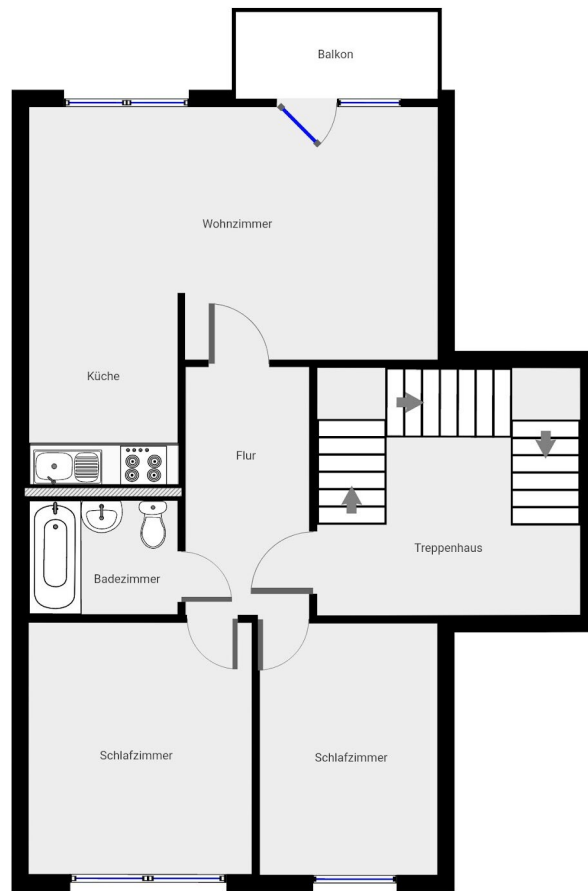 Balkon
Wohnzimmer
Küche
Flur
Treppenhaus
Badezimmer
Schlafzimmer
Schlafzimmer